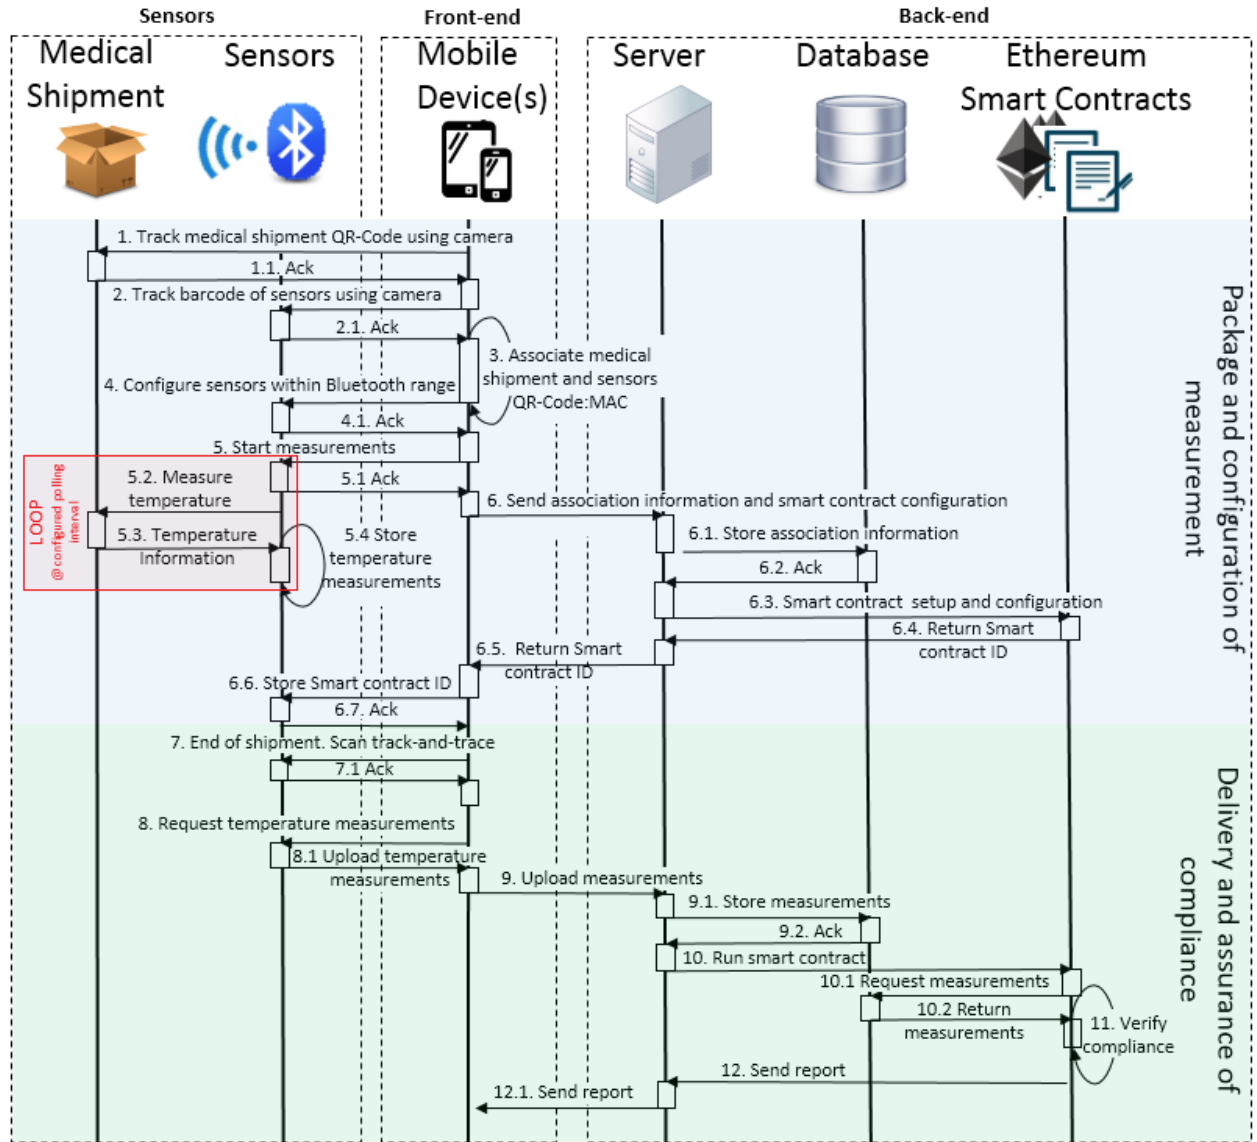 Sensors
Front-end
Back-end
Medical
Shipment
Sensors
Mobile
Device(s)
Server
Database
Ethereum
Smart Contracts
1. Track medical shipment QR-Code using camera
1.1. Ack
2. Track barcode of sensors using camera
2.1. Ack
3. Associate medical
shipment and sensors
QR-Code:MAC
4. Configure sensors within Bluetooth range
4.1. Ack
5. Start measurements
5.1 Ack
5.2. Measure
temperature
5.3. Temperature
Information
5.4 Store
temperature
measurements
LOOP
@configured polling
interval
6. Send association information and smart contract configuration
6.1. Store association information
6.2. Ack
6.3. Smart contract setup and configuration
6.4. Return Smart
contract ID
6.5. Return Smart
contract ID
6.6. Store Smart contract ID
6.7. Ack
Package and configuration of
measurement
7. End of shipment. Scan track-and-trace
7.1 Ack
8. Request temperature measurements
8.1 Upload temperature
measurements
9. Upload measurements
9.1. Store measurements
9.2. Ack
10. Run smart contract
10.1 Request measurements
10.2 Return
measurements
11. Verify
compliance
12. Send report
12.1. Send report
Delivery and assurance of
compliance